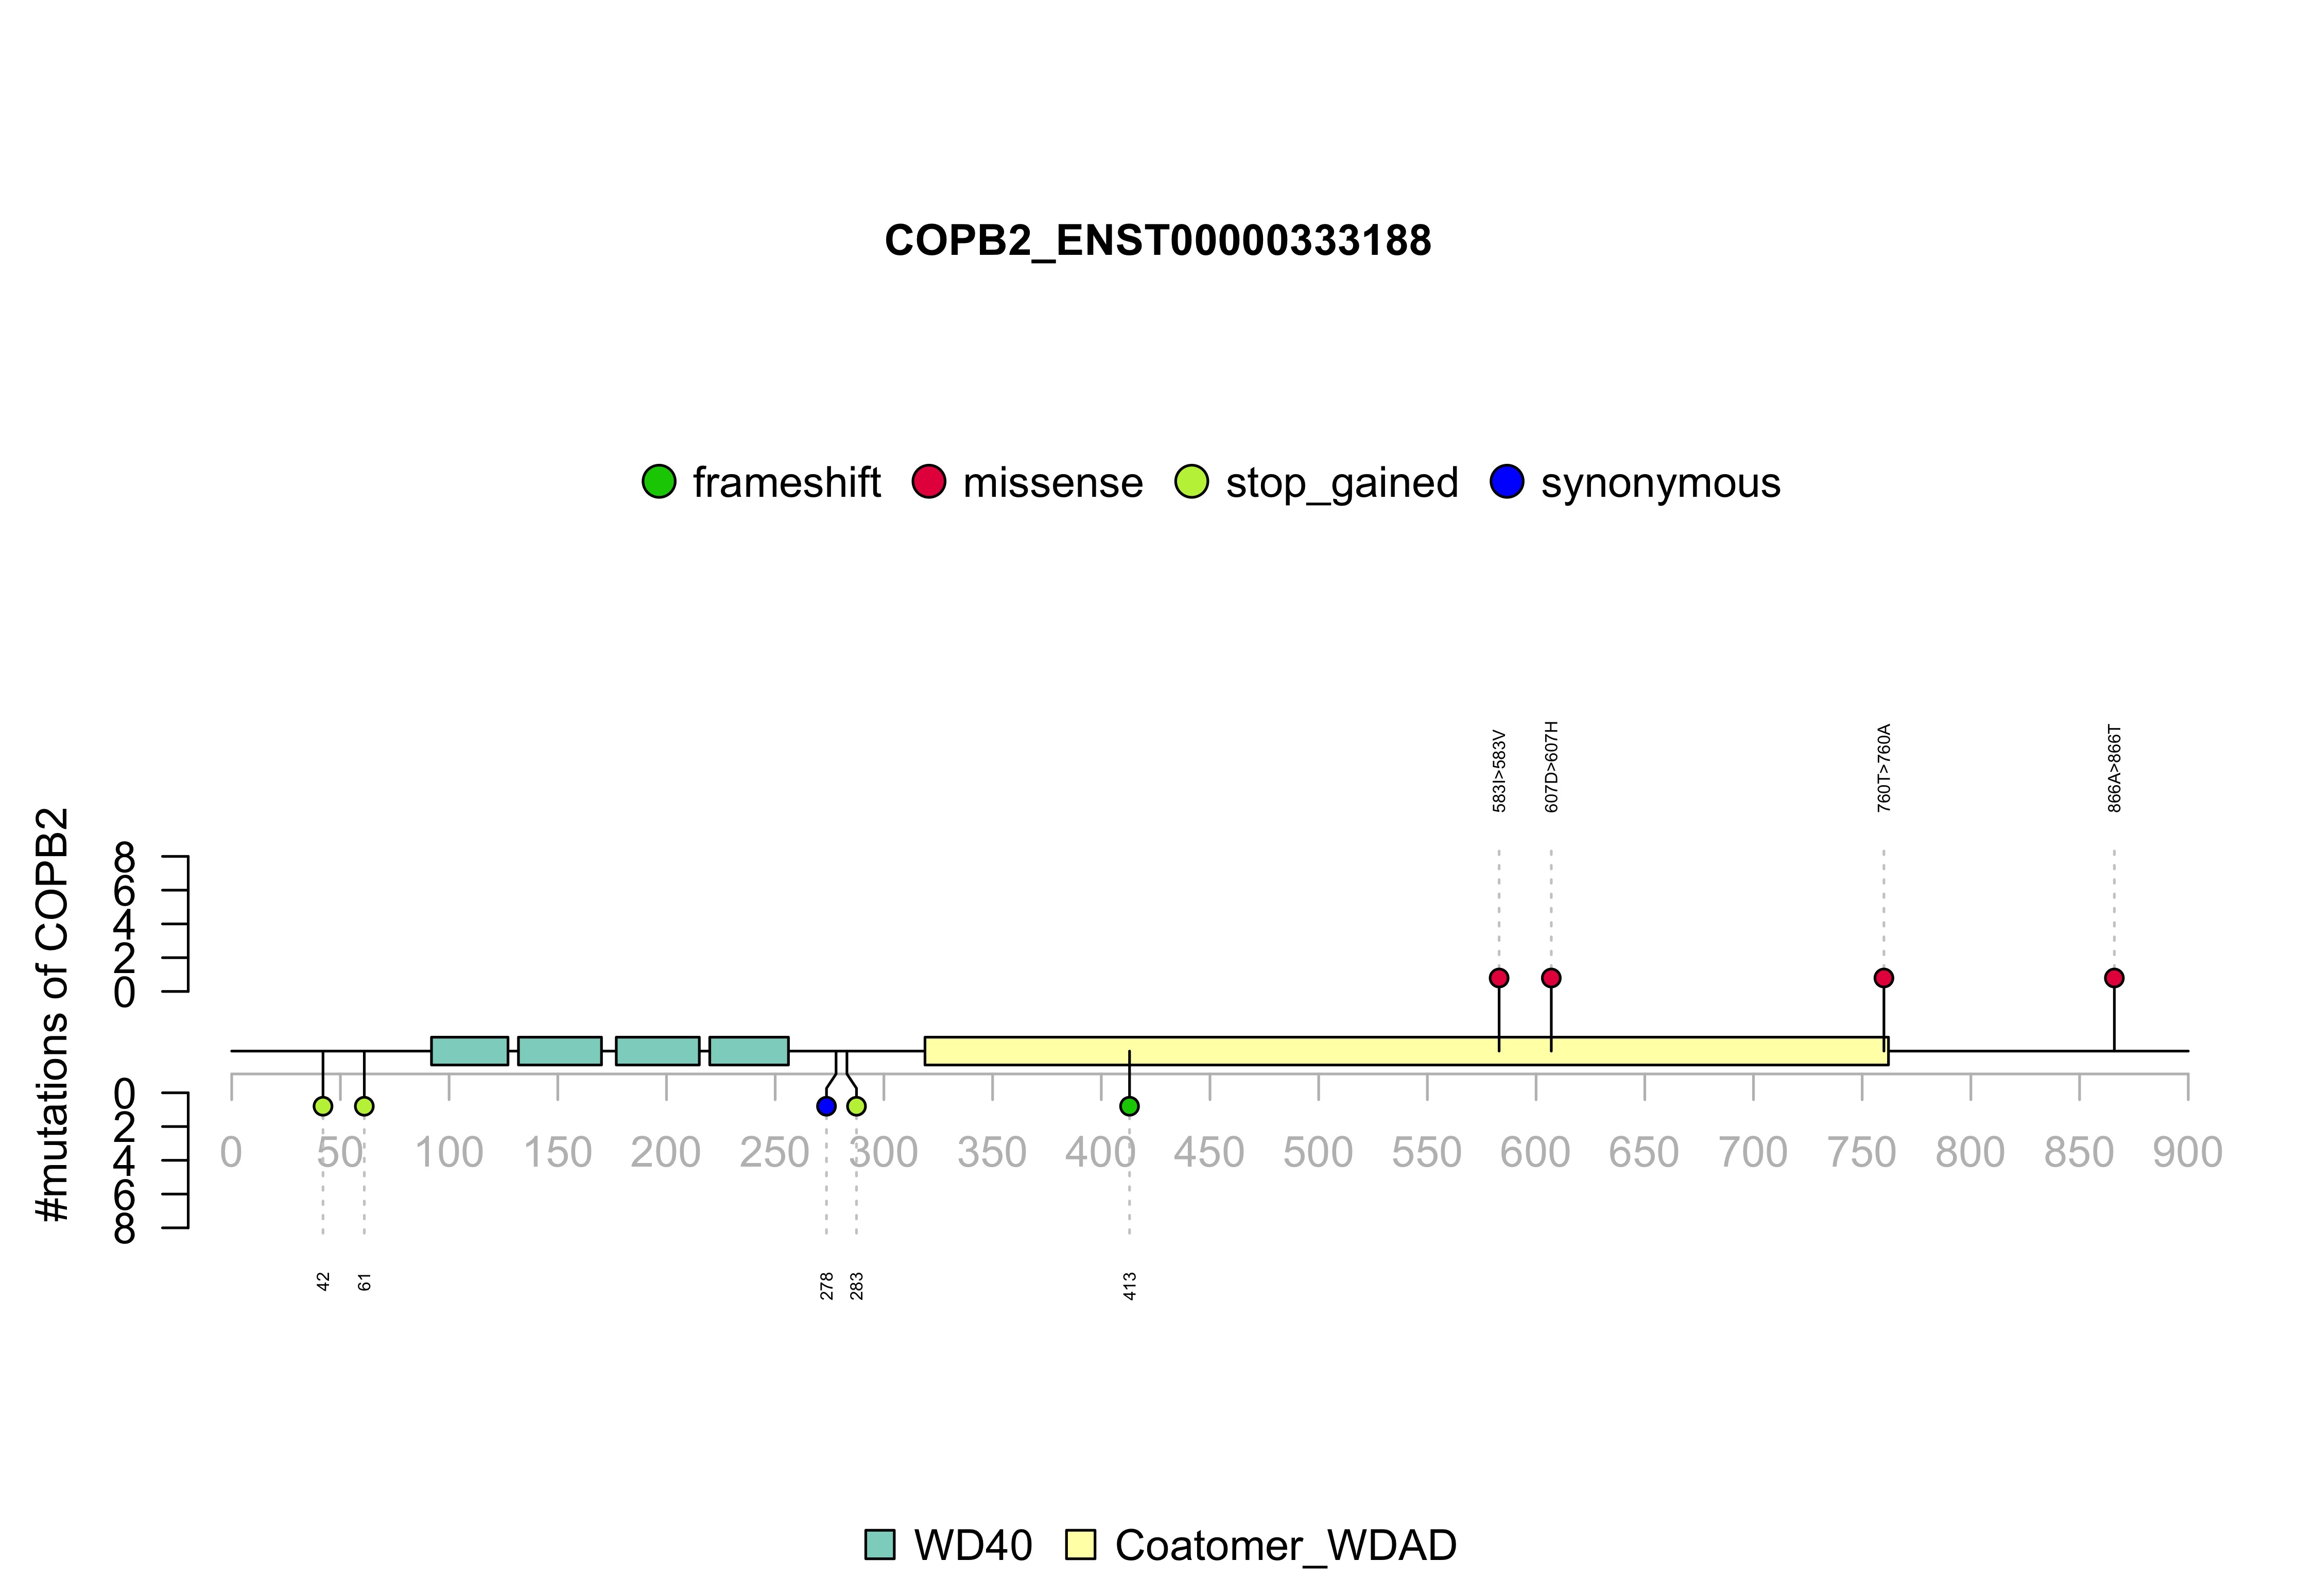 COPB2_ENST00000333188
frameshift missense stop_gained synonymous
583I>583V 607D>607H 760T>760A 866A>866T
#mutations of COPB2
8
6
4
2
0
0
2
4
6
8
0 50 100 150 200 250 300 350 400 450 500 550 600 650 700 750 800 850 900
42 61 278 283 413
WD40 Coatomer_WDAD